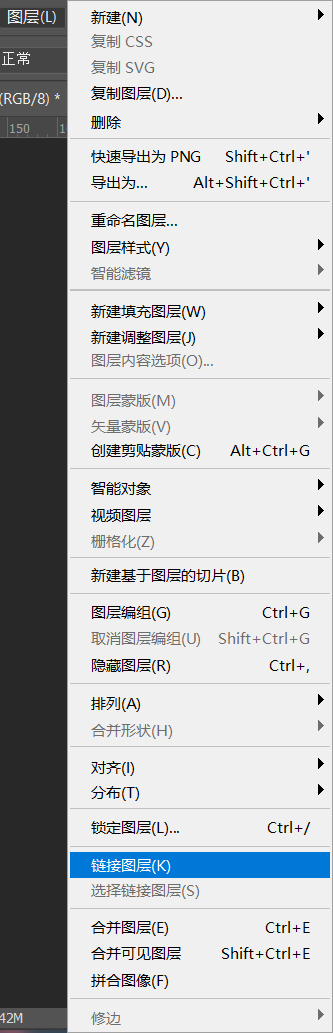 图层(L)
正常
(RGB/8) *
150
新建(N)
复制 CSS
复制 SVG
复制图层(D)...
删除
快速导出为 PNG Shift+Ctrl+'
导出为... Alt+Shift+Ctrl+'
重命名图层...
图层样式(Y)
智能滤镜
新建填充图层(W)
新建调整图层(J)
图层内容选项(O)...
图层蒙版(M)
矢量蒙版(V)
创建剪贴蒙版(C) Alt+Ctrl+G
智能对象
视频图层
栅格化(Z)
新建基于图层的切片(B)
图层编组(G) Ctrl+G
取消图层编组(U) Shift+Ctrl+G
隐藏图层(R) Ctrl+,
排列(A)
合并形状(H)
对齐(I)
分布(T)
锁定图层(L)... Ctrl+/
链接图层(K)
选择链接图层(S)
合并图层(E) Ctrl+E
合并可见图层 Shift+Ctrl+E
拼合图像(F)
42M
修边